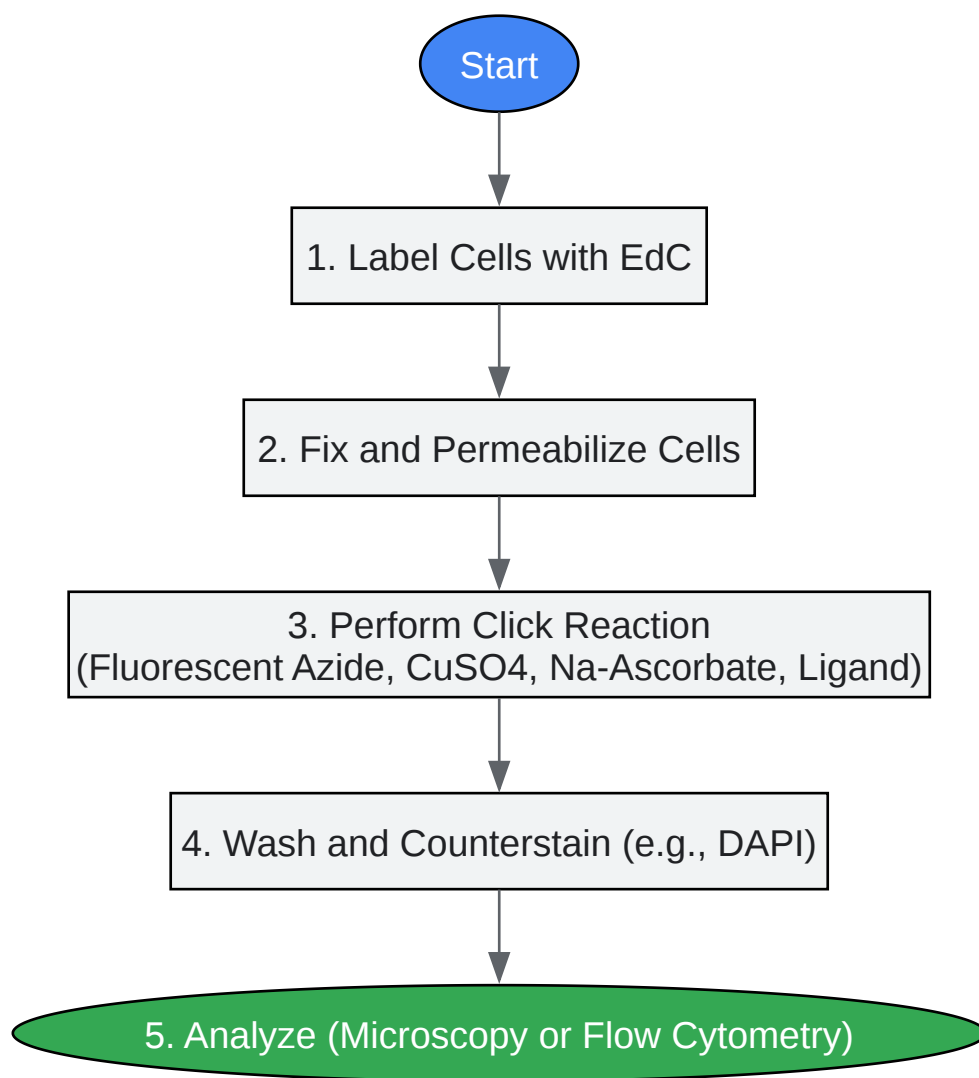 Start
1. Label Cells with EdC
2. Fix and Permeabilize Cells
3. Perform Click Reaction
(Fluorescent Azide, CuSO4, Na-Ascorbate, Ligand)
4. Wash and Counterstain (e.g., DAPI)
5. Analyze (Microscopy or Flow Cytometry)